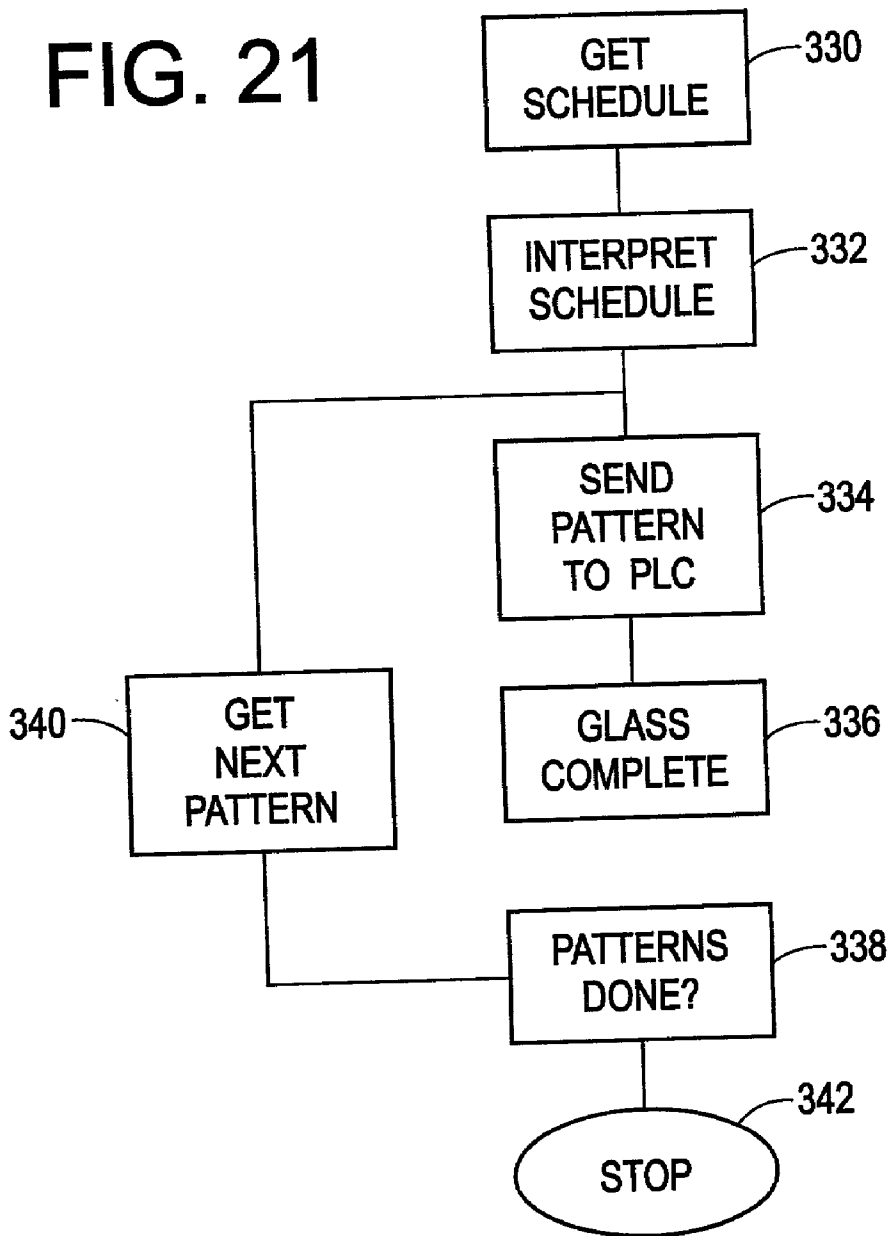 FIG. 21
GET
SCHEDULE
330
INTERPRET
SCHEDULE
332
SEND
PATTERN
TO PLC
334
340
GET
NEXT
PATTERN
GLASS
COMPLETE
336
PATTERNS
DONE?
338
342
STOP